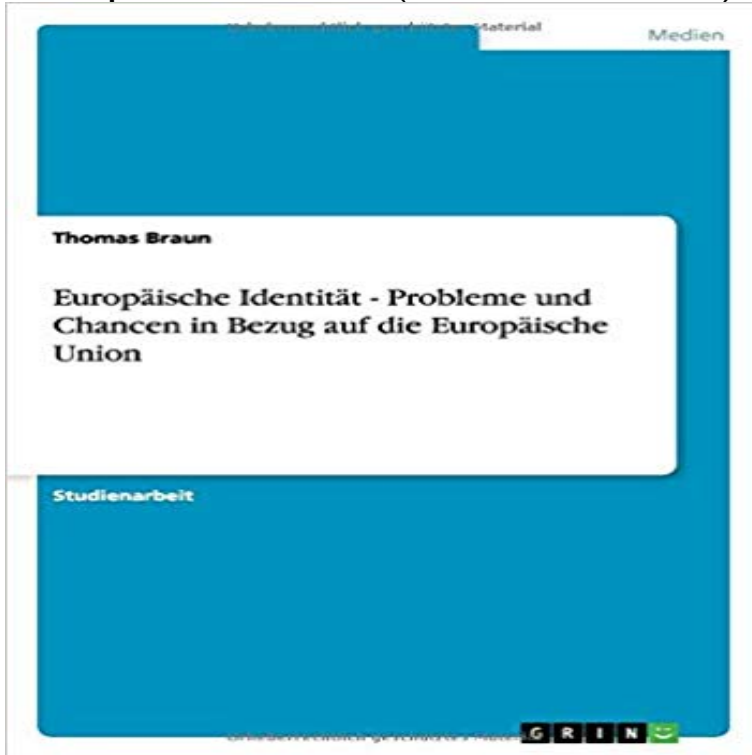 Medien
Thomas Braun
Europäische Identität - Probleme und
Chancen in Bezug auf die Europäische
Union
Studienarbeit
GRIN